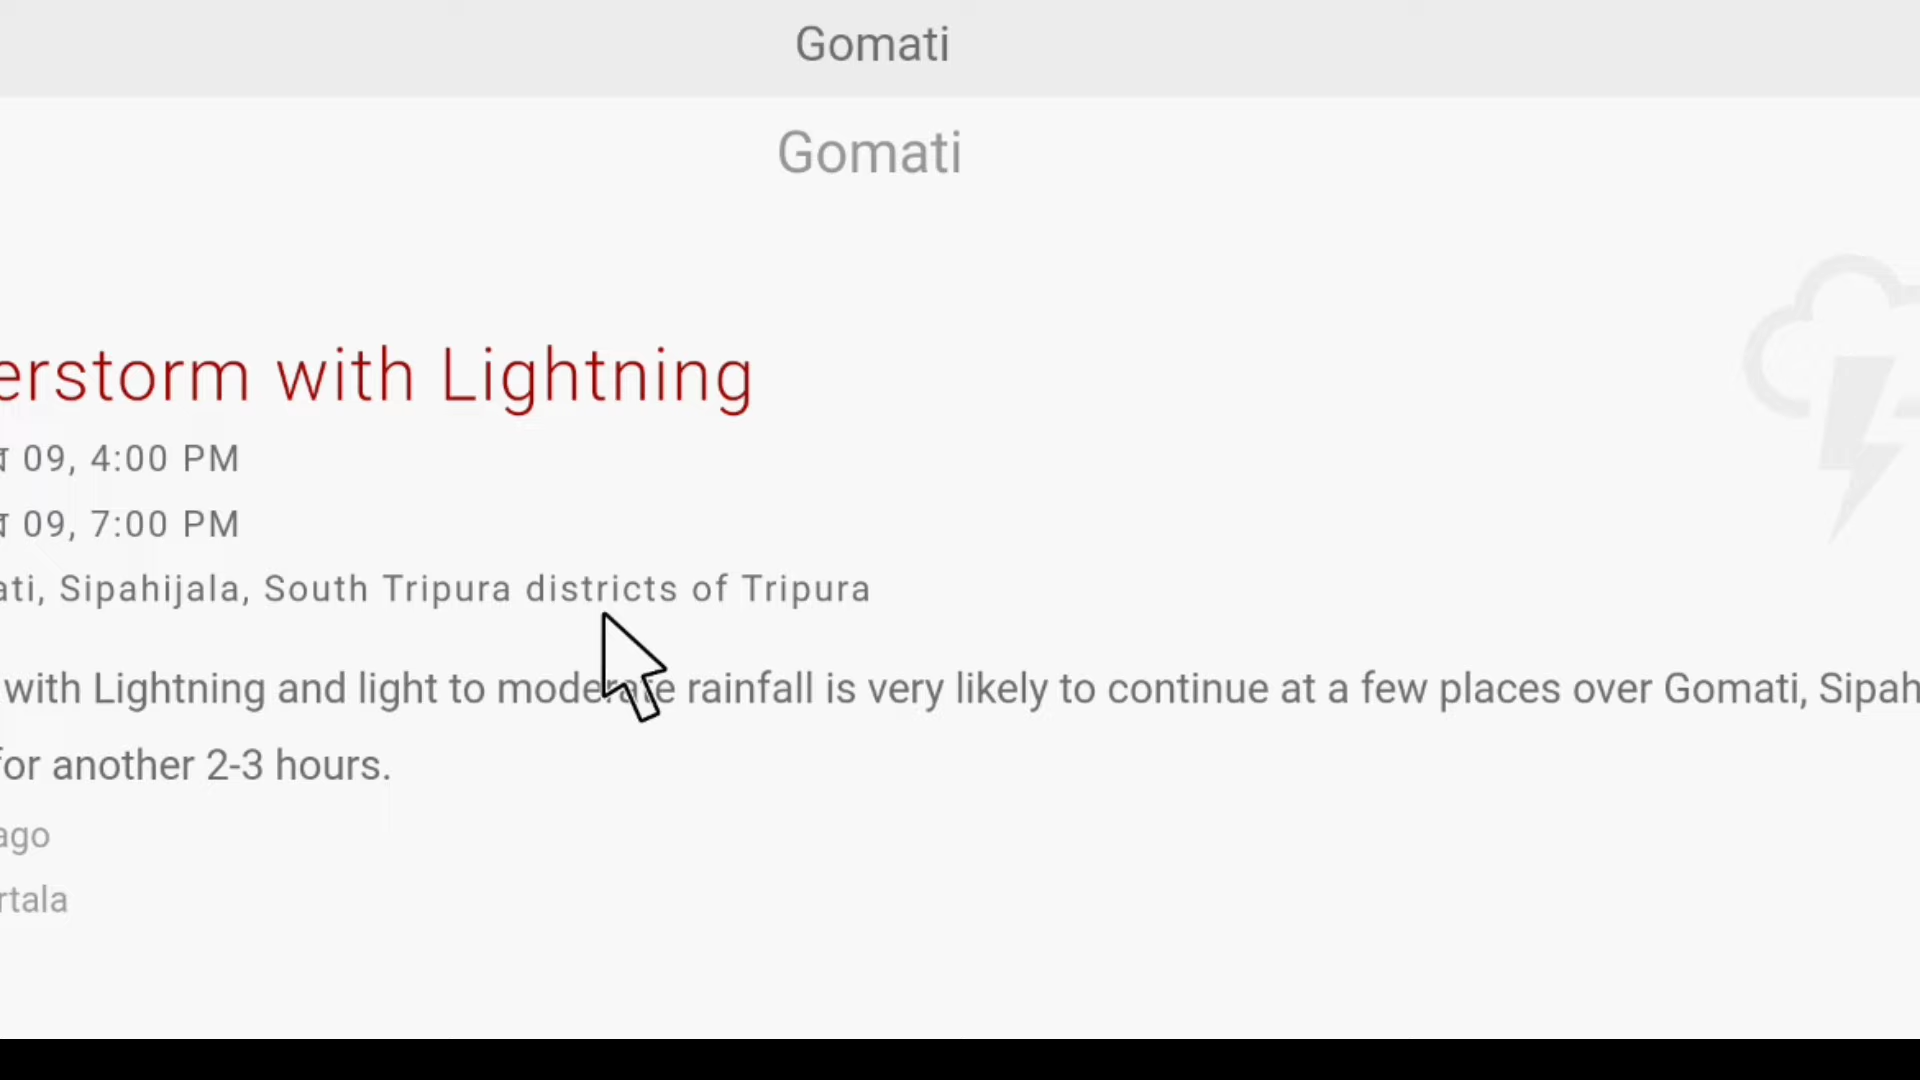 Gomati
Gomati
erstorm with Lightning
09, 4:00 PM
09, 7:00 PM
ati, Sipahijala, South Tripura districts of Tripura
with Lightning and light to moderate rainfall is very likely to continue at a few places over Gomati, Sipah
for another 2-3 hours.
ago
rtala